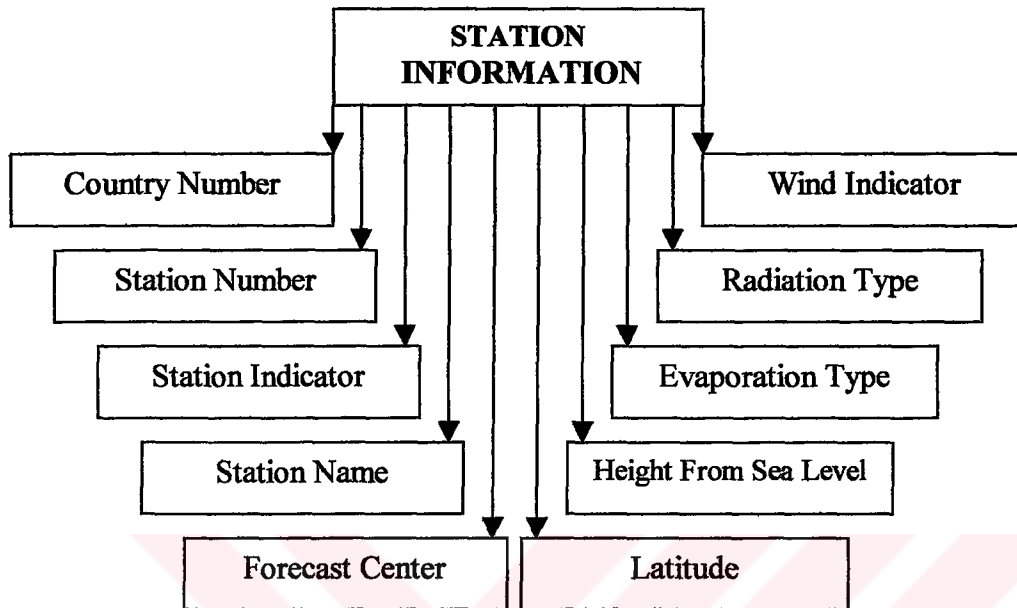 STATION
INFORMATION
Country Number
Wind Indicator
Station Number
Radiation Type
Station Indicator
Evaporation Type
Station Name
Height From Sea Level
Forecast Center
Latitude